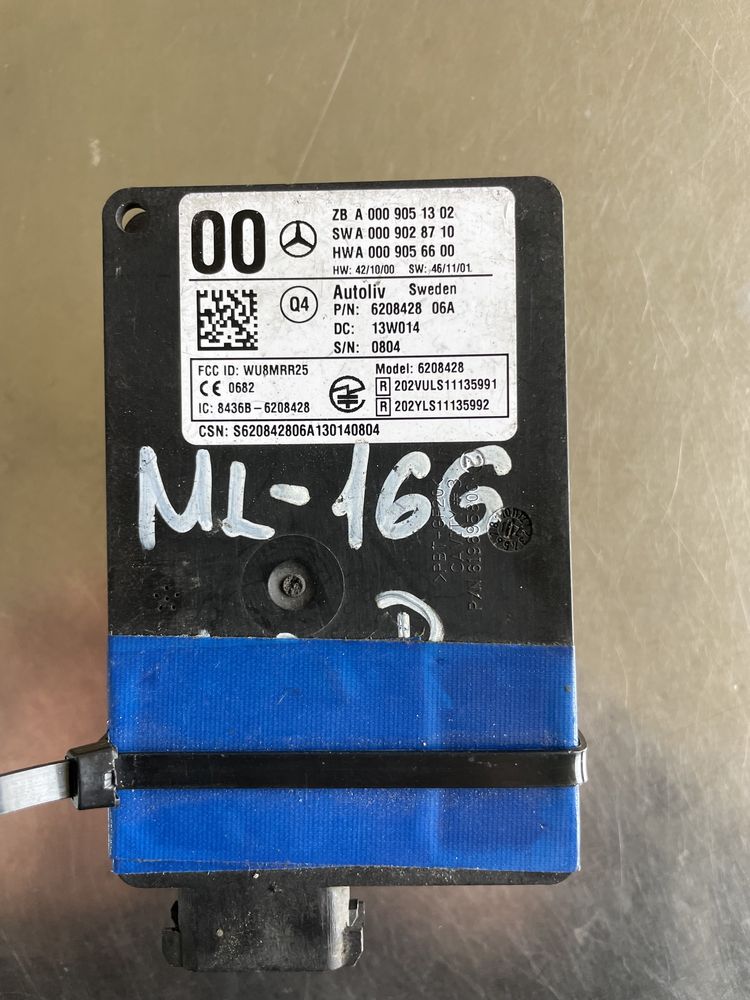 00
ZB A 000 905 13 02
SW A 000 902 87 10
HW A 000 905 66 00
HW: 42/10/00 SW: 46/11/01
Q4
Autoliv Sweden
P/N: 6208428 06A
DC: 13W014
S/N: 0804
FCC ID: WU8MRR25
CE 0682
IC: 8436B-6208428
Model: 6208428
R 202VULS11135991
R 202YLS11135992
CSN: S620842806A130140804
ML-166